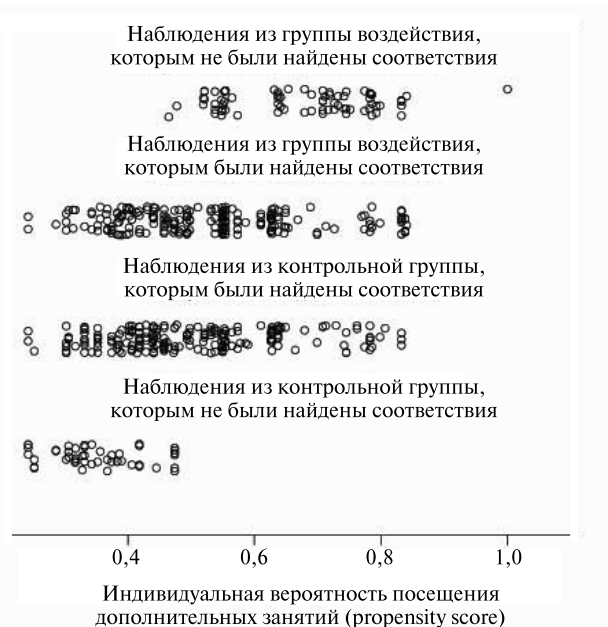 Наблюдения из группы воздействия,
которым не были найдены соответствия
Наблюдения из группы воздействия,
которым были найдены соответствия
Наблюдения из контрольной группы,
которым были найдены соответствия
Наблюдения из контрольной группы,
которым не были найдены соответствия
0,4 0,6 0,8 1,0
Индивидуальная вероятность посещения
дополнительных занятий (propensity score)